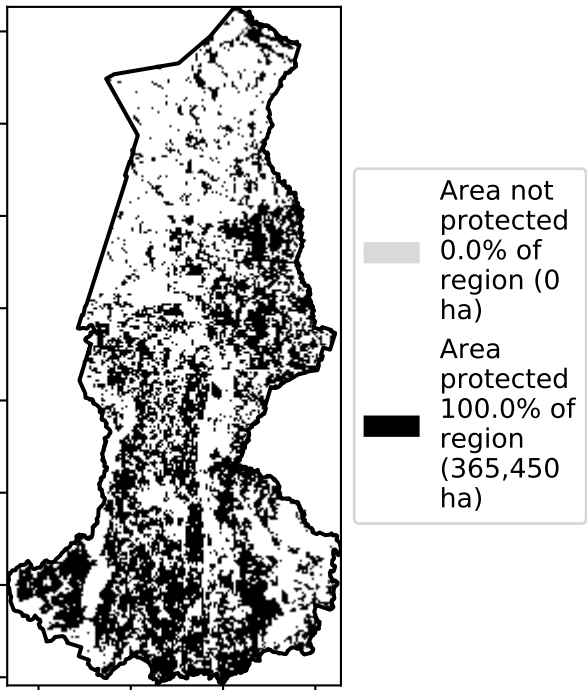 Area not
protected
0.0% of
region (0
ha)
Area
protected
100.0% of
region
(365,450
ha)